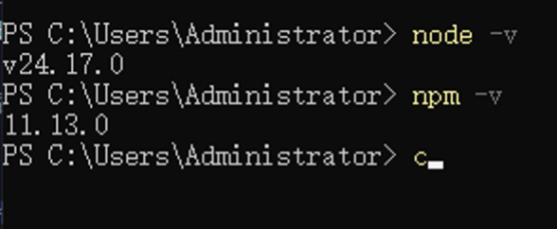 PS C:\Users\Administrator> node -v
v24.17.0
PS C:\Users\Administrator> npm -v
11.13.0
PS C:\Users\Administrator> c